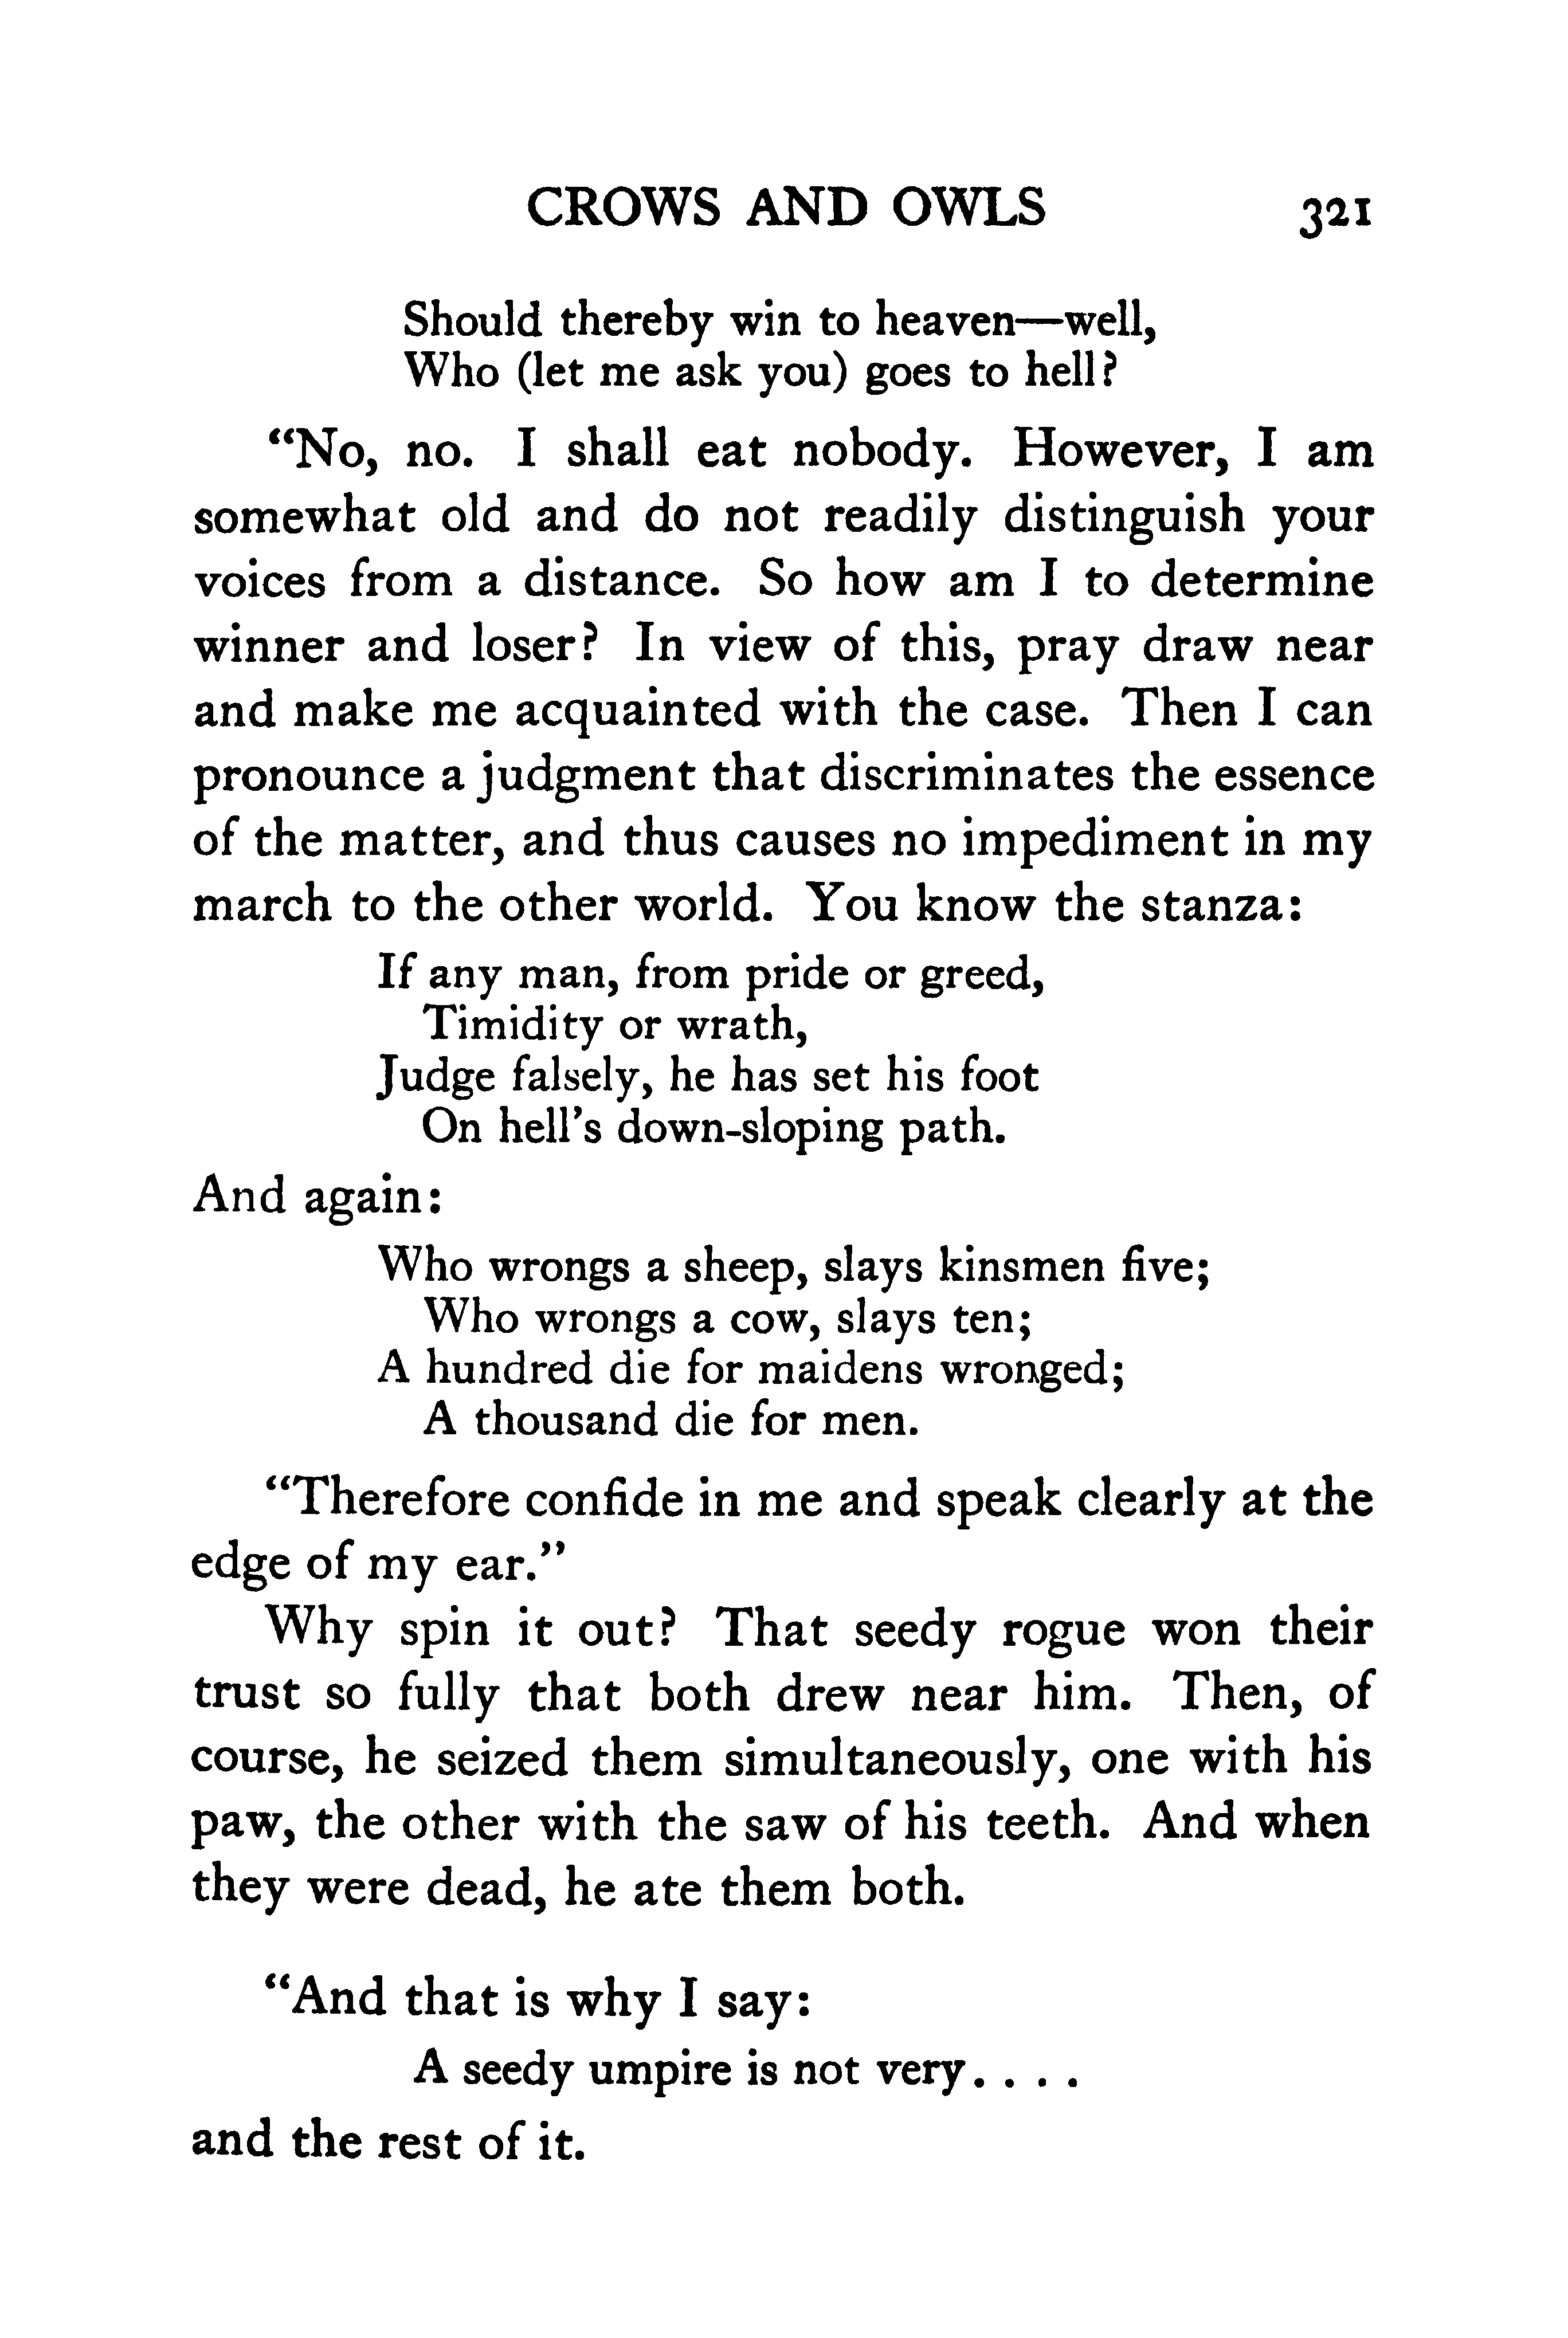 CROWS AND OWLS 321
Should thereby win to heaven—well,
Who (let me ask you) goes to hell?
“No, no. I shall eat nobody. However, I am
somewhat old and do not readily distinguish your
voices from a distance. So how am I to determine
winner and loser? In view of this, pray draw near
and make me acquainted with the case. Then I can
pronounce a judgment that discriminates the essence
of the matter, and thus causes no impediment in my
march to the other world. You know the stanza:
If any man, from pride or greed,
Timidity or wrath,
Judge falsely, he has set his foot
On hell’s down-sloping path.
And again:
Who wrongs a sheep, slays kinsmen five;
Who wrongs a cow, slays ten;
A hundred die for maidens wronged;
A thousand die for men.
“Therefore confide in me and speak clearly at the
edge of my ear.”
Why spin it out? That seedy rogue won their
trust so fully that both drew near him. Then, of
course, he seized them simultaneously, one with his
paw, the other with the saw of his teeth. And when
they were dead, he ate them both.
“And that is why I say:
A seedy umpire is not very. . . .
and the rest of it.